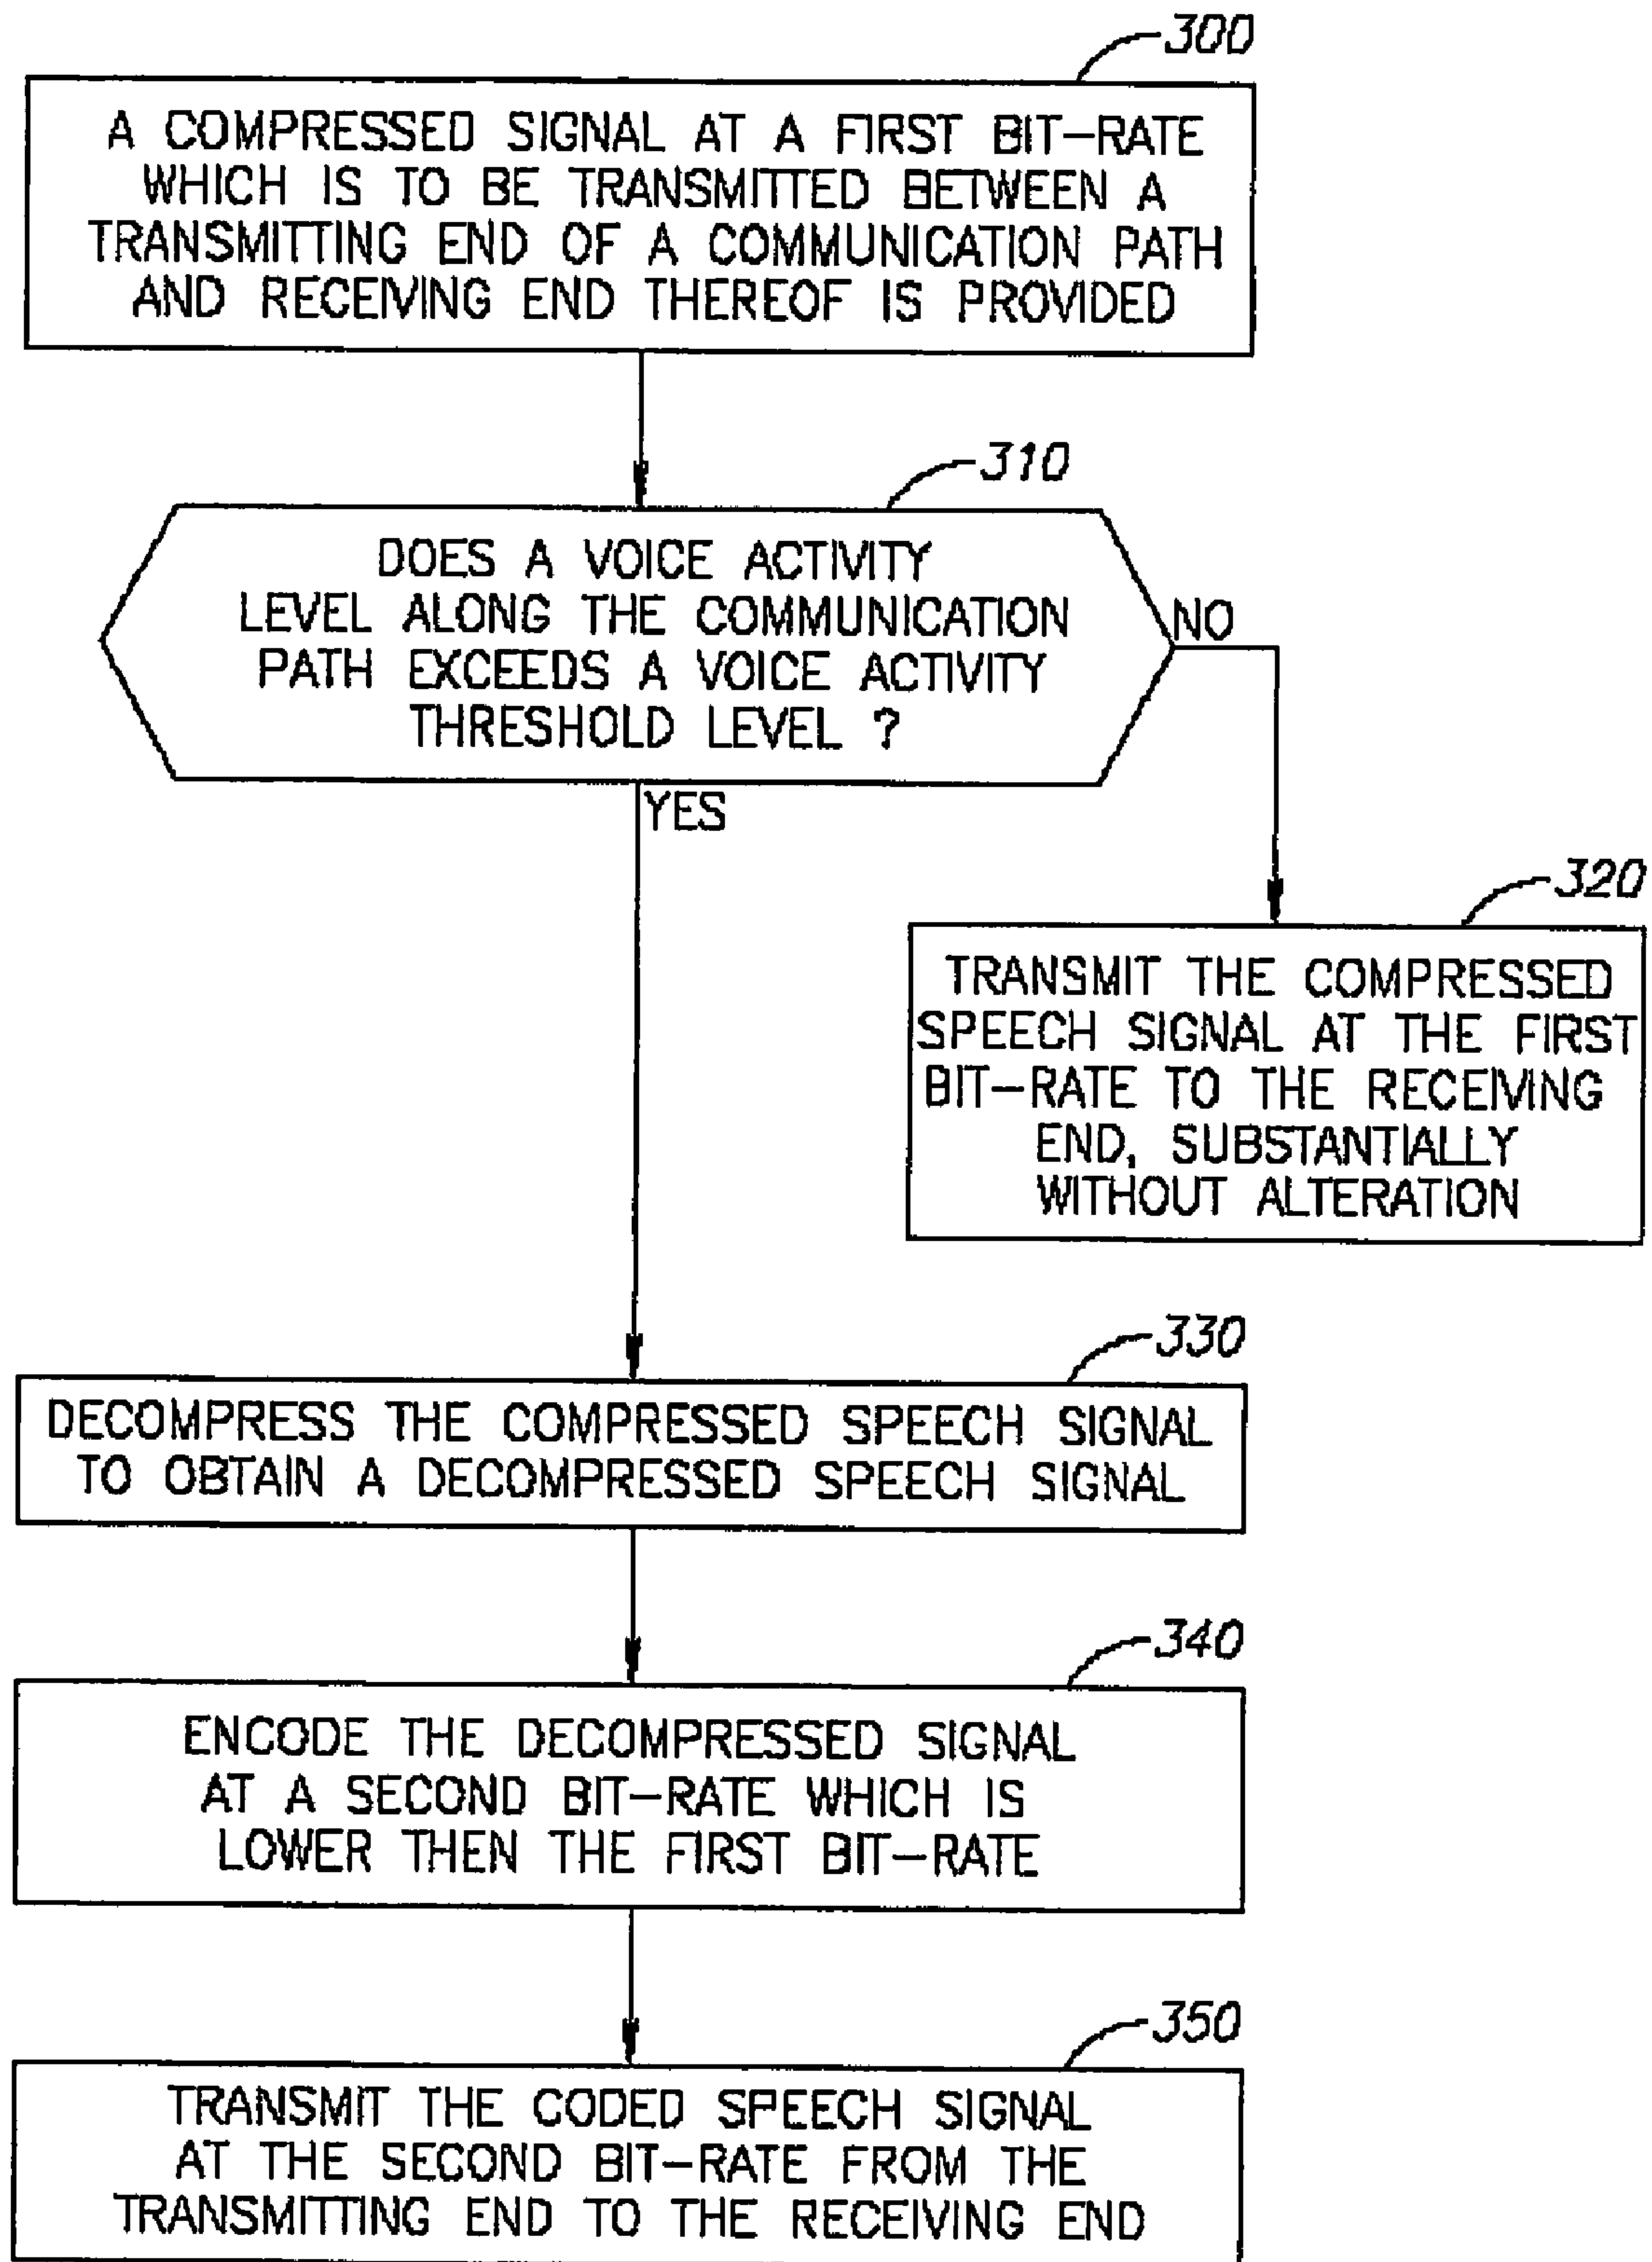 300
A COMPRESSED SIGNAL AT A FIRST BIT-RATE
WHICH IS TO BE TRANSMITTED BETWEEN A
TRANSMITTING END OF A COMMUNICATION PATH
AND RECEIVING END THEREOF IS PROVIDED
310
DOES A VOICE ACTIVITY
LEVEL ALONG THE COMMUNICATION
PATH EXCEEDS A VOICE ACTIVITY
THRESHOLD LEVEL ?
NO
YES
320
TRANSMIT THE COMPRESSED
SPEECH SIGNAL AT THE FIRST
BIT-RATE TO THE RECEIVING
END, SUBSTANTIALLY
WITHOUT ALTERATION
330
DECOMPRESS THE COMPRESSED SPEECH SIGNAL
TO OBTAIN A DECOMPRESSED SPEECH SIGNAL
340
ENCODE THE DECOMPRESSED SIGNAL
AT A SECOND BIT-RATE WHICH IS
LOWER THEN THE FIRST BIT-RATE
350
TRANSMIT THE CODED SPEECH SIGNAL
AT THE SECOND BIT-RATE FROM THE
TRANSMITTING END TO THE RECEIVING END